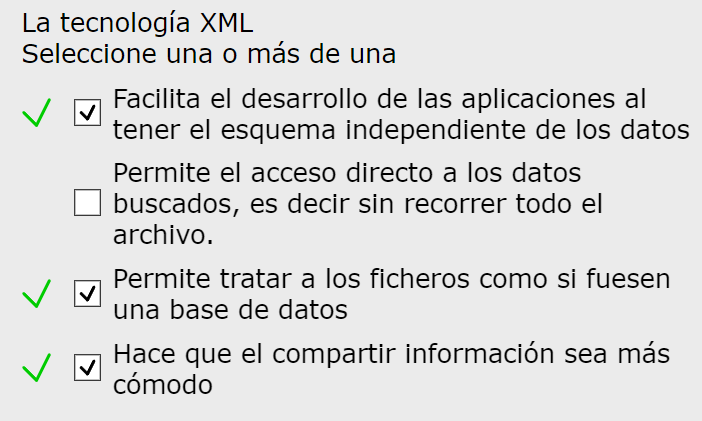 La tecnología XML
Seleccione una o más de una
Facilita el desarrollo de las aplicaciones al
tener el esquema independiente de los datos
Permite el acceso directo a los datos
buscados, es decir sin recorrer todo el
archivo.
Permite tratar a los ficheros como si fuesen
una base de datos
Hace que el compartir información sea más
cómodo